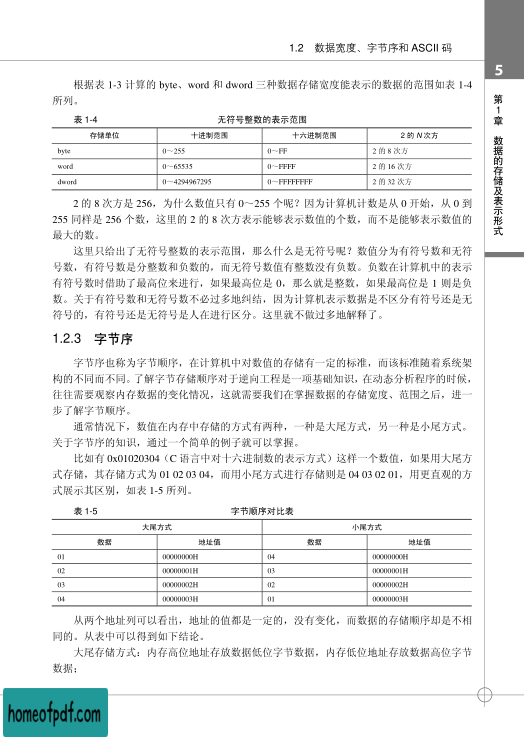 1.2 数据宽度、字节序和 ASCII 码
5
第1章 数据的存储及表示形式
根据表 1-3 计算的 byte、word 和 dword 三种数据存储宽度能表示的数据的范围如表 1-4
所列。
表 1-4 无符号整数的表示范围
存储单位 十进制范围 十六进制范围 2 的 N 次方
byte 0～255 0～FF 2 的 8 次方
word 0～65535 0～FFFF 2 的 16 次方
dword 0～4294967295 0～FFFFFFFF 2 的 32 次方
2 的 8 次方是 256，为什么数值只有 0～255 个呢？因为计算机计数是从 0 开始，从 0 到
255 同样是 256 个数，这里的 2 的 8 次方表示能够表示数值的个数，而不是能够表示数值的
最大的数。
这里只给出了无符号整数的表示范围，那么什么是无符号呢？数值分为有符号数和无符
号数，有符号数是分整数和负数的，而无符号数值有整数没有负数。负数在计算机中的表示
有符号数时借助了最高位来进行，如果最高位是 0，那么就是整数，如果最高位是 1 则是负
数。关于有符号数和无符号数不必过多地纠结，因为计算机表示数据是不区分有符号还是无
符号的，有符号还是无符号是人在进行区分。这里就不做过多地解释了。
1.2.3 字节序
字节序也称为字节顺序，在计算机中对数值的存储有一定的标准，而该标准随着系统架
构的不同而不同。了解字节存储顺序对于逆向工程是一项基础知识，在动态分析程序的时候，
往往需要观察内存数据的变化情况，这就需要我们在掌握数据的存储宽度、范围之后，进一
步了解字节顺序。
通常情况下，数值在内存中存储的方式有两种，一种是大尾方式，另一种是小尾方式。
关于字节序的知识，通过一个简单的例子就可以掌握。
比如有 0x01020304（C 语言中对十六进制数的表示方式）这样一个数值，如果用大尾方
式存储，其存储方式为 01 02 03 04，而用小尾方式进行存储则是 04 03 02 01，用更直观的方
式展示其区别，如表 1-5 所列。
表 1-5 字节顺序对比表
大尾方式 小尾方式
数据 地址值 数据 地址值
01 00000000H 04 00000000H
02 00000001H 03 00000001H
03 00000002H 02 00000002H
04 00000003H 01 00000003H
从两个地址列可以看出，地址的值都是一定的，没有变化，而数据的存储顺序却是不相
同的。从表中可以得到如下结论。
大尾存储方式：内存高位地址存放数据低位字节数据，内存低位地址存放数据高位字节
数据；
homeofpdf.com